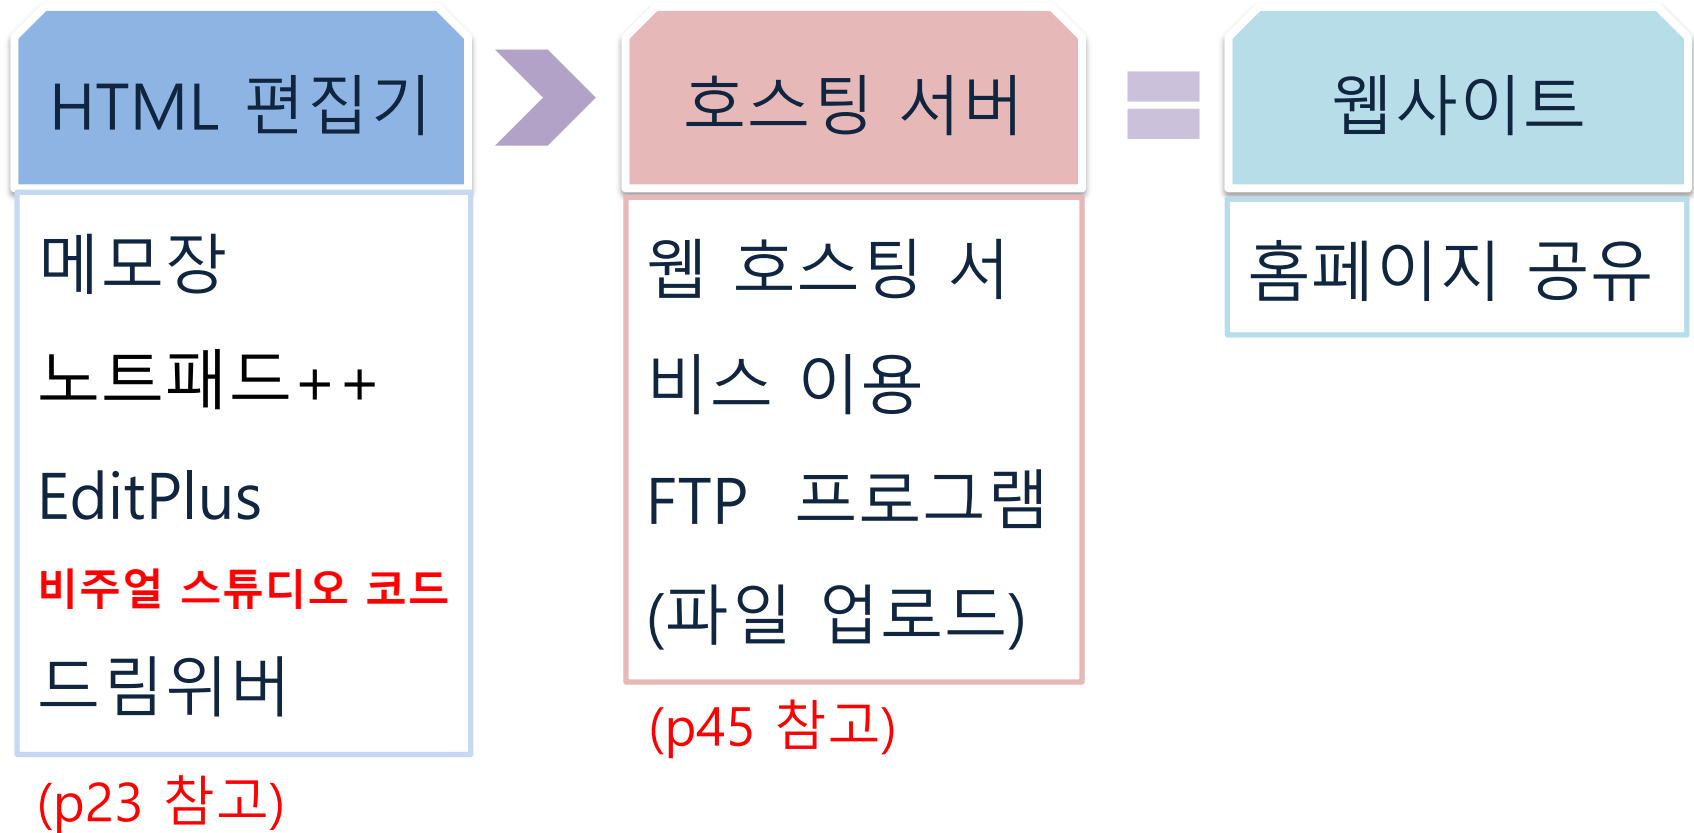 HTML 편집기
메모장
노트패드++
EditPlus
비주얼 스튜디오 코드
드림위버
(p23 참고)
호스팅 서버
웹 호스팅 서
비스 이용
FTP 프로그램
(파일 업로드)
(p45 참고)
웹사이트
홈페이지 공유